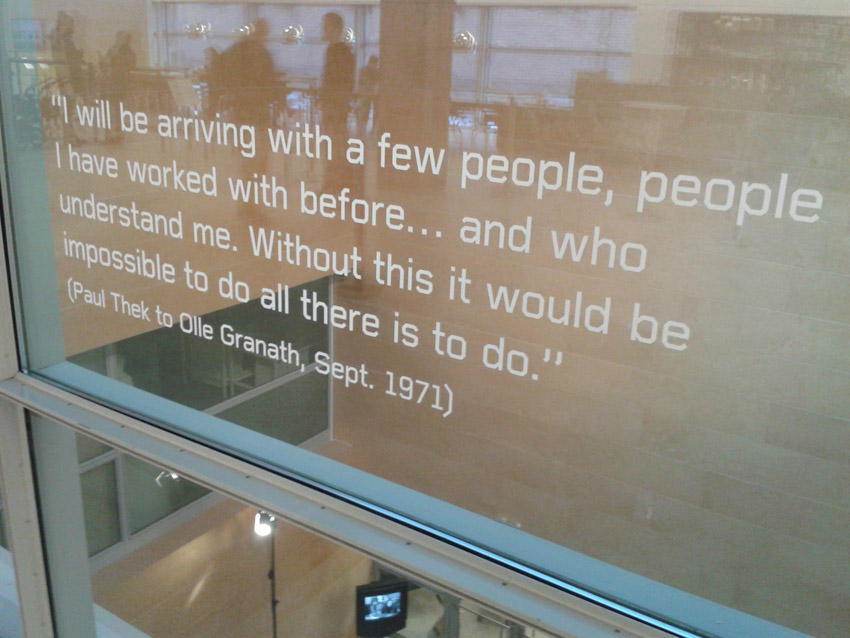 “I will be arriving with a few people, people
I have worked with before... and who
understand me. Without this it would be
impossible to do all there is to do.”
(Paul Thek to Olle Granath, Sept. 1971)